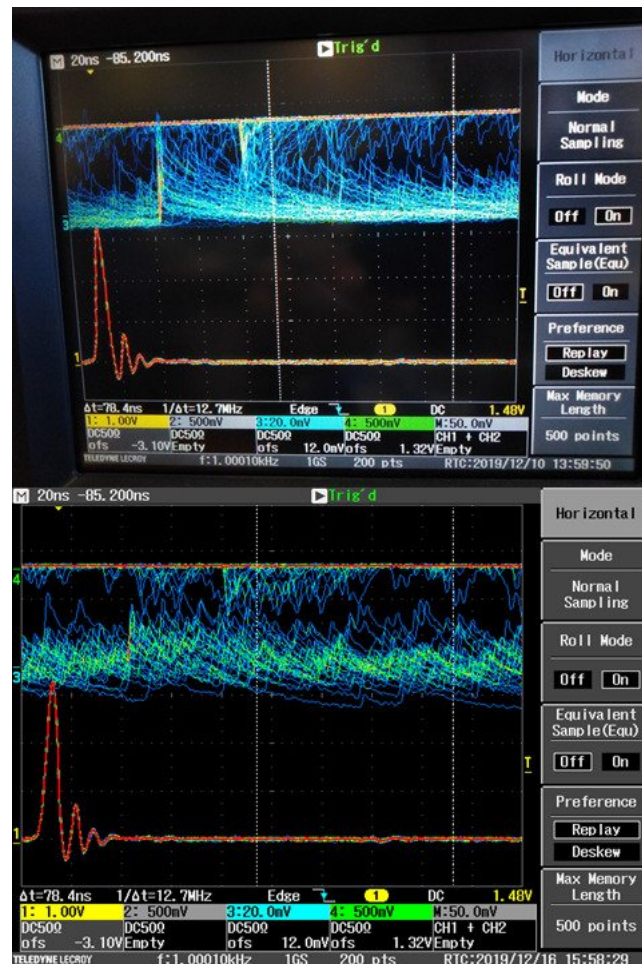 M 20ns -85.200ns Trig'd
Horizontal
Mode
Normal
Sampling
Roll Mode
Off On
Equivalent
Sample(Equ)
Off On
Preference
Replay
Deskew
Max Memory
Length
500 points
4
3
1
T
Δt=78.4ns 1/Δt=12.7MHz Edge 1 DC 1.48V
1: 1.00V 2: 500mV 3:20.0mV 4: 500mV M:50.0mV
DC50Ω DC50Ω DC50Ω DC50Ω CH1 + CH2
ofs -3.10V Empty ofs 12.0mV ofs 1.32V Empty
TELEDYNE LECROY f:1.00010kHz 1GS 200 pts RTC:2019/12/10 13:59:50
M 20ns -85.200ns Trig'd
Horizontal
Mode
Normal
Sampling
Roll Mode
Off On
Equivalent
Sample(Equ)
Off On
Preference
Replay
Deskew
Max Memory
Length
500 points
4
3
1
T
Δt=78.4ns 1/Δt=12.7MHz Edge 1 DC 1.48V
1: 1.00V 2: 500mV 3:20.0mV 4: 500mV M:50.0mV
DC50Ω DC50Ω DC50Ω DC50Ω CH1 + CH2
ofs -3.10V Empty ofs 12.0mV ofs 1.32V Empty
TELEDYNE LECROY f:1.00010kHz 1GS 200 pts RTC:2019/12/16 15:58:29